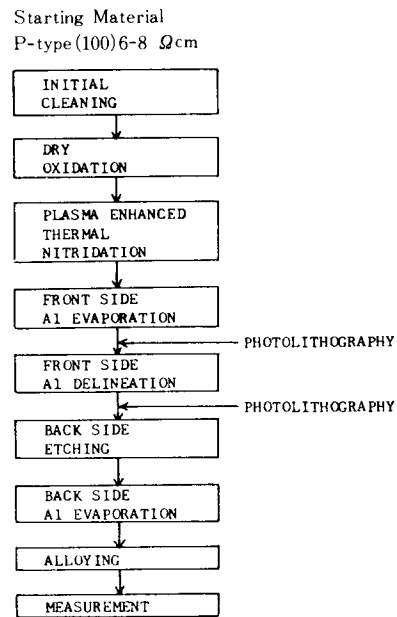 Starting Material
P-type(100)6-8 Ωcm
INITIAL
CLEANING
DRY
OXIDATION
PLASMA ENHANCED
THERMAL
NITRIDATION
FRONT SIDE
Al EVAPORATION
PHOTOLITHOGRAPHY
FRONT SIDE
Al DELINEATION
PHOTOLITHOGRAPHY
BACK SIDE
ETCHING
BACK SIDE
Al EVAPORATION
ALLOYING
MEASUREMENT